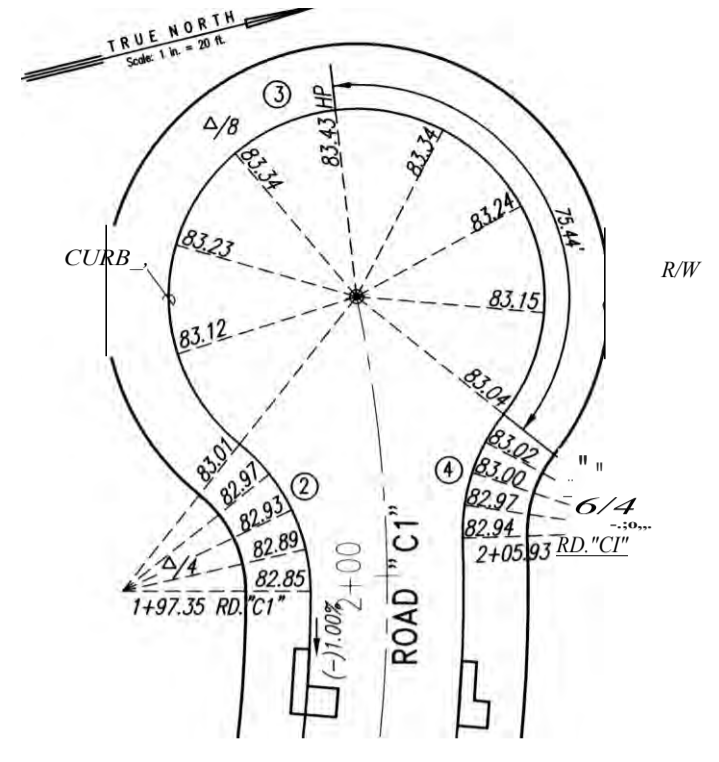 TRUE NORTH
Scale: 1 in. = 20 ft.
3
Δ/8
83.43 HP
83.34
83.34
83.24
75.44'
83.23
CURB
R/W
83.15
83.12
83.04
83.01
83.02
" "
82.97
2
4
83.00
82.93
82.97
6/4
82.89
82.94
Δ/4
82.85
2+05.93 RD."CI"
1+97.35 RD."C1"
2+00
ROAD "C1"
(-)1.00%